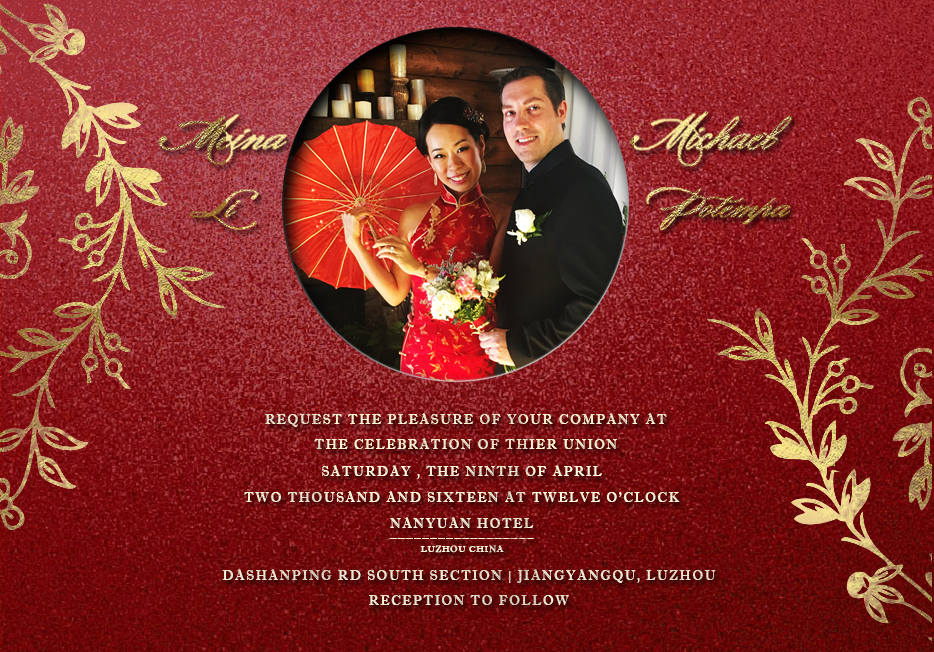 Meina
Li
Michael
Potempa
REQUEST THE PLEASURE OF YOUR COMPANY AT
THE CELEBRATION OF THIER UNION
SATURDAY , THE NINTH OF APRIL
TWO THOUSAND AND SIXTEEN AT TWELVE O'CLOCK
NANYUAN HOTEL
LUZHOU CHINA
DASHANPING RD SOUTH SECTION | JIANGYANGQU, LUZHOU
RECEPTION TO FOLLOW